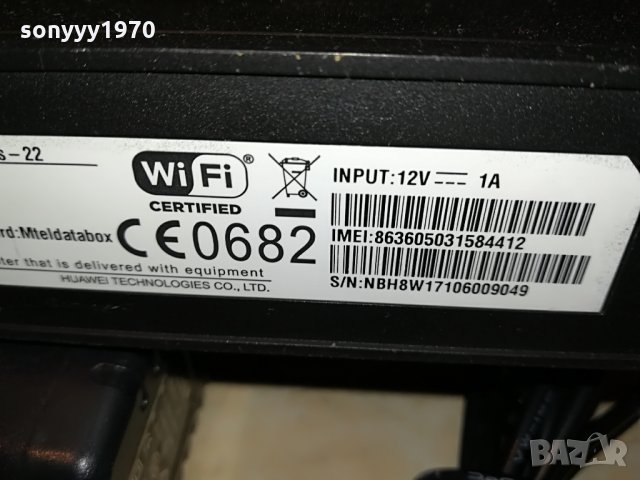 sonyyy1970
s-22
WiFi®
CERTIFIED
INPUT:12V 1A
rd:Mteldatabox
CE0682
IMEI:863605031584412
ter that is delivered with equipment
HUAWEI TECHNOLOGIES CO., LTD.
S/N:NBH8W17106009049
BAZAR